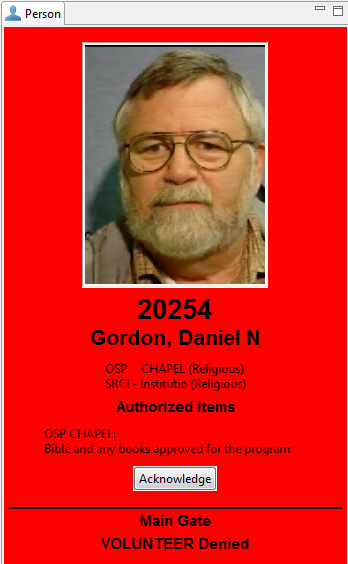 Person
20254
Gordon, Daniel N
OSP - CHAPEL (Religious)
SRCI - Institutio (Religious)
Authorized Items
OSP CHAPEL:
Bible and any books approved for the program
Acknowledge
Main Gate
VOLUNTEER Denied